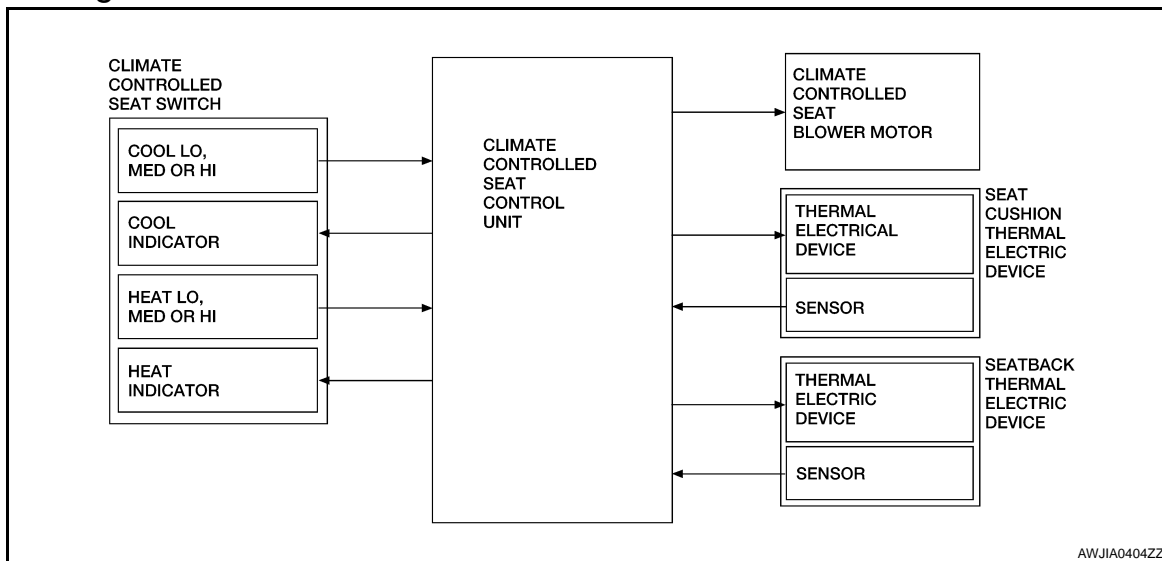 CLIMATE
CONTROLLED
SEAT SWITCH
COOL LO,
MED OR HI
COOL
INDICATOR
HEAT LO,
MED OR HI
HEAT
INDICATOR
CLIMATE
CONTROLLED
SEAT
CONTROL
UNIT
CLIMATE
CONTROLLED
SEAT
BLOWER MOTOR
THERMAL
ELECTRICAL
DEVICE
SENSOR
SEAT
CUSHION
THERMAL
ELECTRIC
DEVICE
THERMAL
ELECTRIC
DEVICE
SENSOR
SEATBACK
THERMAL
ELECTRIC
DEVICE
AWJIA0404ZZ